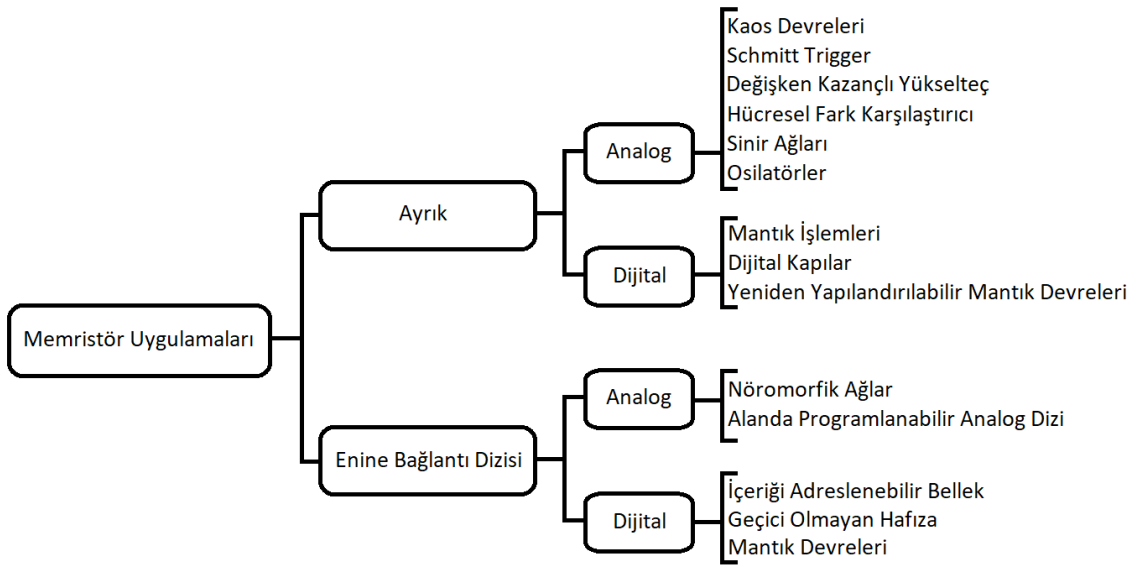 Kaos Devreleri
Schmitt Trigger
Değişken Kazançlı Yükselteç
Hücresel Fark Karşılaştırıcı
Sinir Ağları
Osilatörler
Analog
Ayrık
Mantık İşlemleri
Dijital Kapılar
Yeniden Yapılandırılabilir Mantık Devreleri
Dijital
Memristör Uygulamaları
Analog
Nöromorfik Ağlar
Alanda Programlanabilir Analog Dizi
Enine Bağlantı Dizisi
İçeriği Adreslenebilir Bellek
Geçici Olmayan Hafıza
Mantık Devreleri
Dijital